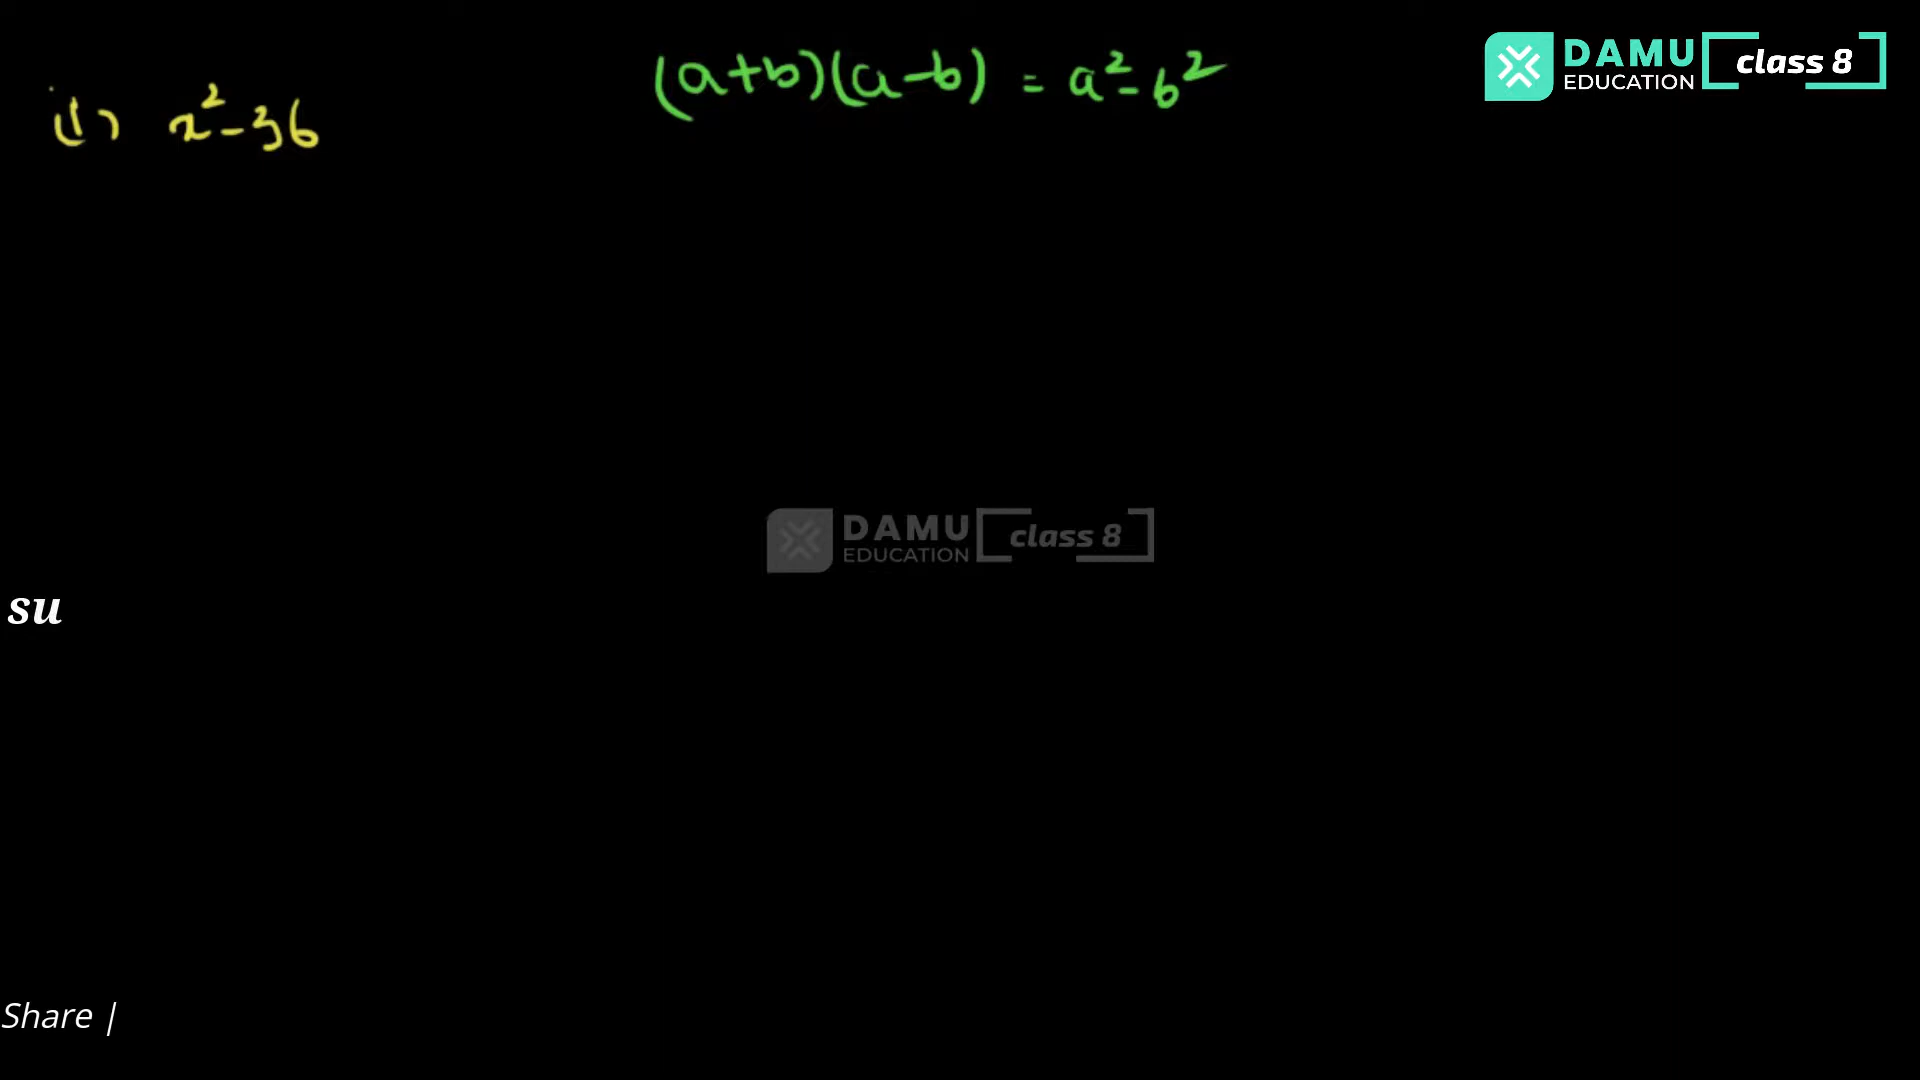 (a+b)(a-b) = a²-b²
DAMU
EDUCATION
class 8
(i) x²-36
DAMU
EDUCATION
class 8
su
Share |